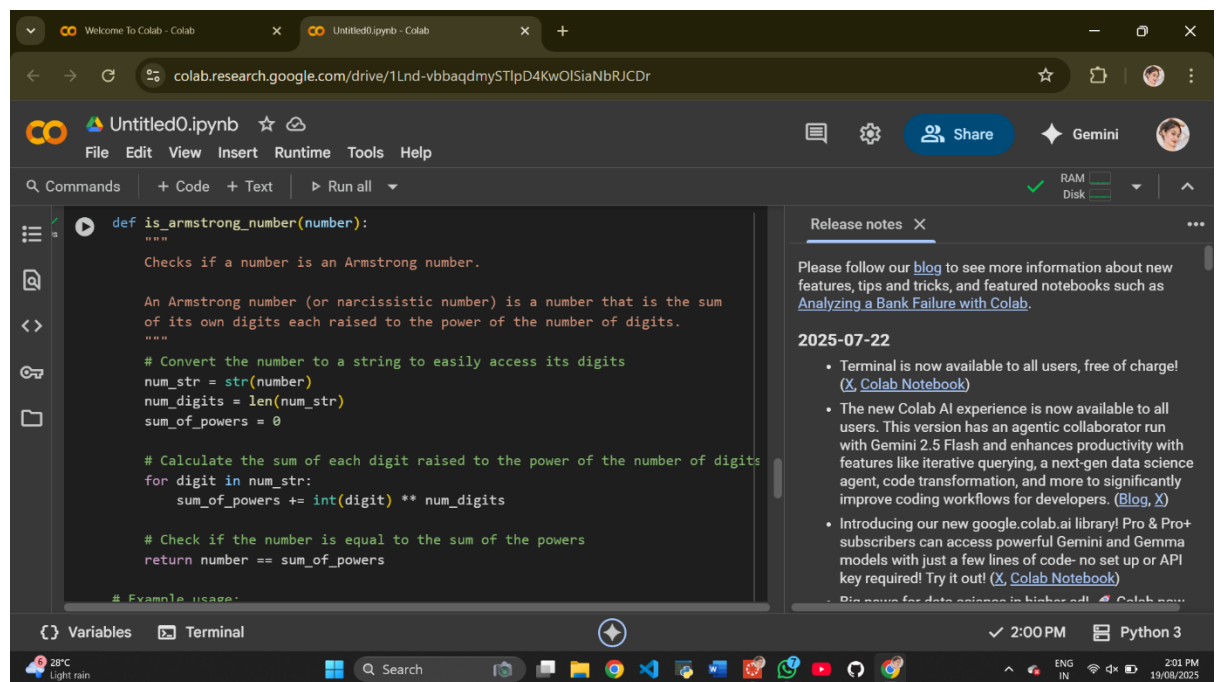 Welcome To Colab - Colab
Untitled0.ipynb - Colab
colab.research.google.com/drive/1Lnd-vbbaqdmySTlpD4KwOlSiaNbRJCDr
Untitled0.ipynb
File Edit View Insert Runtime Tools Help
Share
Gemini
Commands + Code + Text Run all
RAM
Disk
def is_armstrong_number(number):
"""
Checks if a number is an Armstrong number.
An Armstrong number (or narcissistic number) is a number that is the sum
of its own digits each raised to the power of the number of digits.
"""
# Convert the number to a string to easily access its digits
num_str = str(number)
num_digits = len(num_str)
sum_of_powers = 0
# Calculate the sum of each digit raised to the power of the number of digits
for digit in num_str:
sum_of_powers += int(digit) ** num_digits
# Check if the number is equal to the sum of the powers
return number == sum_of_powers
# Example usage:
Release notes
Please follow our blog to see more information about new
features, tips and tricks, and featured notebooks such as
Analyzing a Bank Failure with Colab.
2025-07-22
• Terminal is now available to all users, free of charge!
(X, Colab Notebook)
• The new Colab AI experience is now available to all
users. This version has an agentic collaborator run
with Gemini 2.5 Flash and enhances productivity with
features like iterative querying, a next-gen data science
agent, code transformation, and more to significantly
improve coding workflows for developers. (Blog, X)
• Introducing our new google.colab.ai library! Pro & Pro+
subscribers can access powerful Gemini and Gemma
models with just a few lines of code- no set up or API
key required! Try it out! (X, Colab Notebook)
• Big news for data science in higher ed! 🚀 Colab now
{} Variables Terminal
2:00 PM Python 3
6
28°C
Light rain
Search
ENG
IN
2:01 PM
19/08/2025